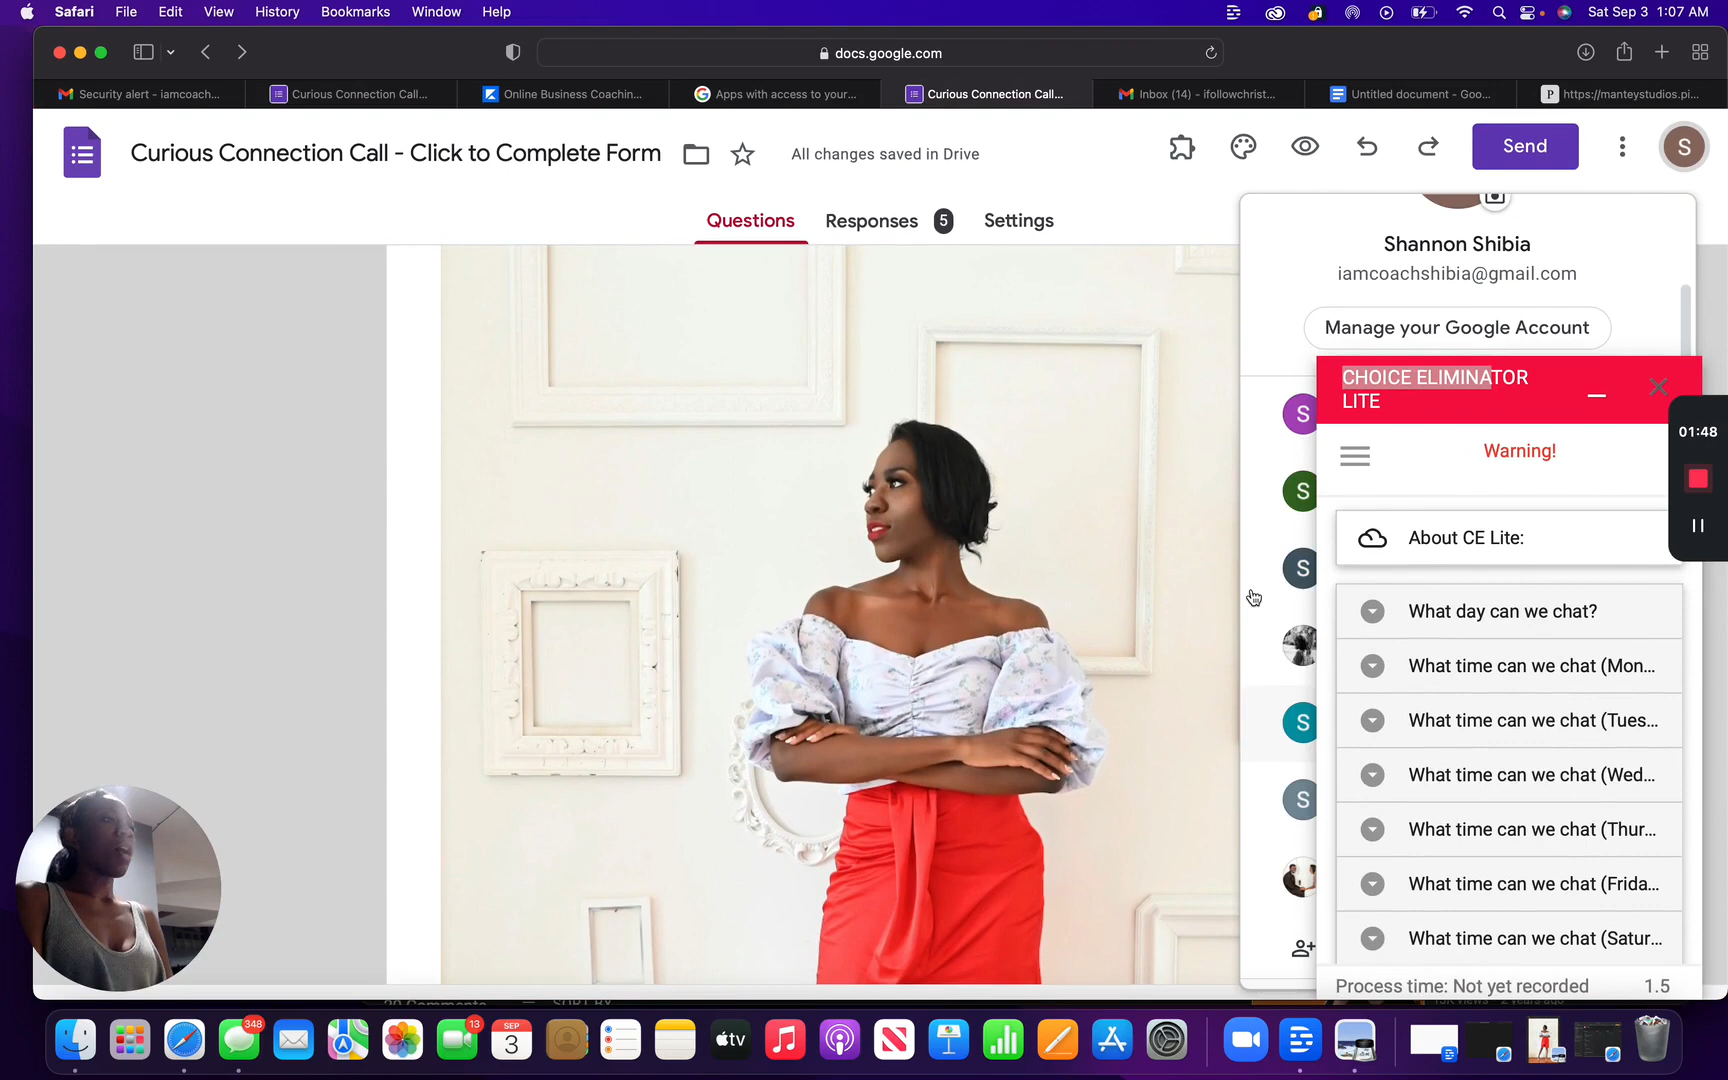 Safari File Edit View History Bookmarks Window Help Sat Sep 3 1:07 AM
docs.google.com
Security alert - iamcoach... Curious Connection Call... Online Business Coachin... Apps with access to your... Curious Connection Call... Inbox (14) - ifollowchrist... Untitled document - Goo... https://manteystudios.pi...
Curious Connection Call - Click to Complete Form All changes saved in Drive Send S
Questions Responses 5 Settings
Shannon Shibia
iamcoachshibia@gmail.com
Manage your Google Account
CHOICE ELIMINATOR
LITE
S
01:48
Warning!
S
About CE Lite:
S
What day can we chat?
What time can we chat (Mon...
What time can we chat (Tues...
S
What time can we chat (Wed...
S
What time can we chat (Thur...
What time can we chat (Frida...
What time can we chat (Satur...
Process time: Not yet recorded 1.5
348
13
SEP
3
tv